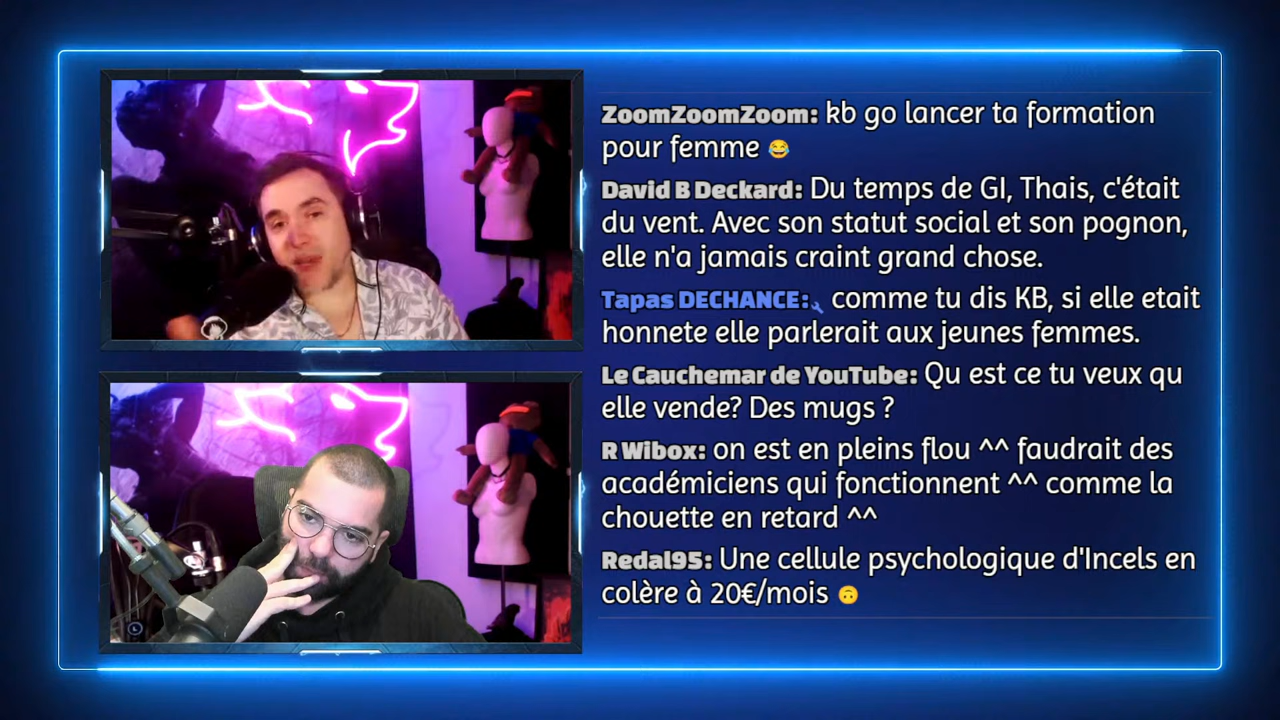 ZoomZoomZoom: kb go lancer ta formation
pour femme 😂
David B Deckard: Du temps de GI, Thais, c'était
du vent. Avec son statut social et son pognon,
elle n'a jamais craint grand chose.
Tapas DECHANCE: comme tu dis KB, si elle etait
honnete elle parlerait aux jeunes femmes.
Le Cauchemar de YouTube: Qu est ce tu veux qu
elle vende? Des mugs ?
R Wibox: on est en pleins flou ^^ faudrait des
académiciens qui fonctionnent ^^ comme la
chouette en retard ^^
Redal95: Une cellule psychologique d'Incels en
colère à 20€/mois 🙃